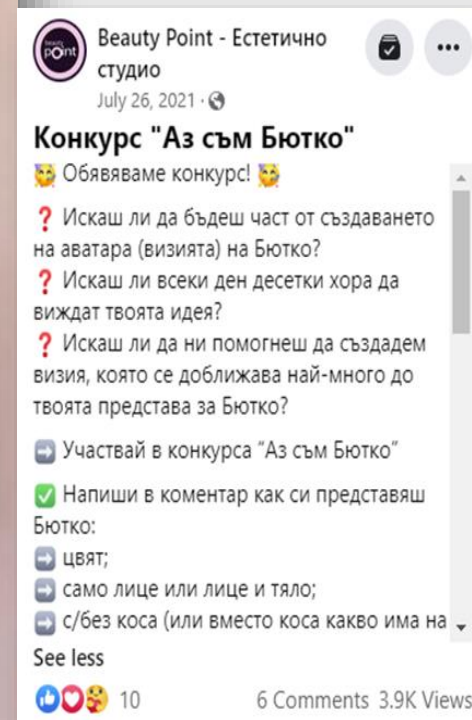 beauty
point
Beauty Point - Естетично
студио
July 26, 2021 ·
Конкурс "Аз съм Бютко"
🥳 Обявяваме конкурс! 🥳
❓ Искаш ли да бъдеш част от създаването
на аватара (визията) на Бютко?
❓ Искаш ли всеки ден десетки хора да
виждат твоята идея?
❓ Искаш ли да ни помогнеш да създадем
визия, която се доближава най-много до
твоята представа за Бютко?
➡️ Участвай в конкурса “Аз съм Бютко”
✅ Напиши в коментар как си представяш
Бютко:
➡️ цвят;
➡️ само лице или лице и тяло;
➡️ с/без коса (или вместо коса какво има на
See less
10
6 Comments 3.9K Views